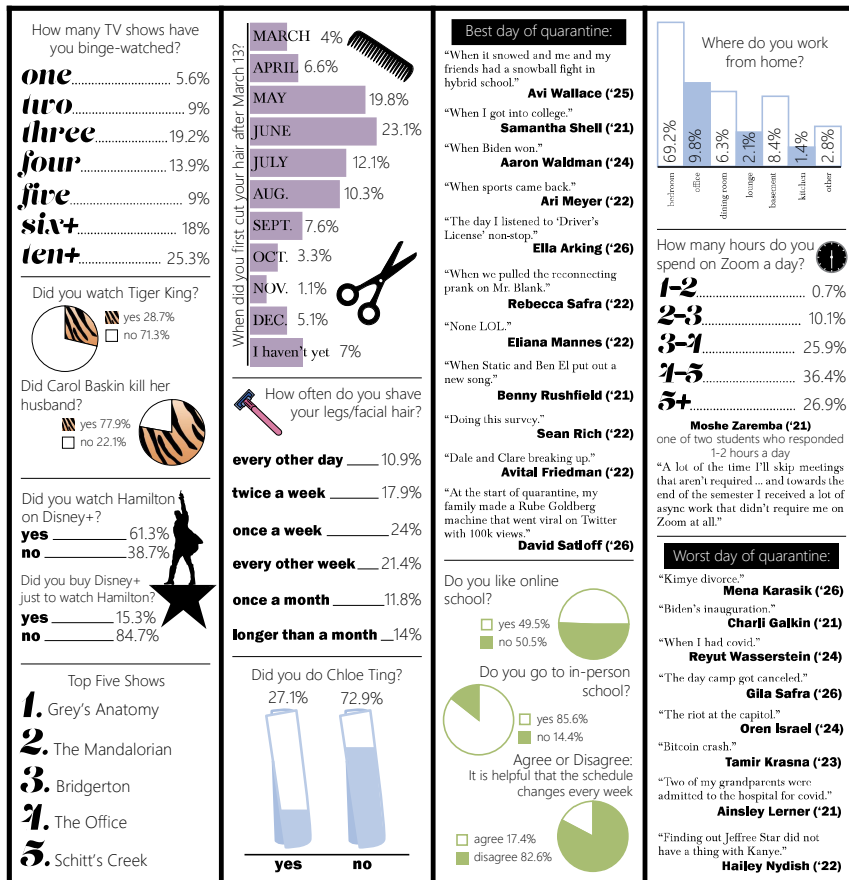 How many TV shows have
you binge-watched?
one 5.6%
two 9%
three 19.2%
four 13.9%
five 9%
six+ 18%
ten+ 25.3%
Did you watch Tiger King?
yes 28.7%
no 71.3%
Did Carol Baskin kill her
husband?
yes 77.9%
no 22.1%
Did you watch Hamilton
on Disney+?
yes 61.3%
no 38.7%
Did you buy Disney+
just to watch Hamilton?
yes 15.3%
no 84.7%
Top Five Shows
1. Grey's Anatomy
2. The Mandalorian
3. Bridgerton
4. The Office
5. Schitt's Creek
When did you first cut your hair after March 13?
MARCH 4%
APRIL 6.6%
MAY 19.8%
JUNE 23.1%
JULY 12.1%
AUG. 10.3%
SEPT. 7.6%
OCT. 3.3%
NOV. 1.1%
DEC. 5.1%
I haven't yet 7%
How often do you shave
your legs/facial hair?
every other day 10.9%
twice a week 17.9%
once a week 24%
every other week 21.4%
once a month 11.8%
longer than a month 14%
Did you do Chloe Ting?
27.1% 72.9%
yes no
Best day of quarantine:
"When it snowed and me and my
friends had a snowball fight in
hybrid school."
Avi Wallace ('25)
"When I got into college."
Samantha Shell ('21)
"When Biden won."
Aaron Waldman ('24)
"When sports came back."
Ari Meyer ('22)
"The day I listened to 'Driver's
License' non-stop."
Ella Arking ('26)
"When we pulled the reconnecting
prank on Mr. Blank."
Rebecca Safra ('22)
"None LOL."
Eliana Mannes ('22)
"When Static and Ben El put out a
new song."
Benny Rushfield ('21)
"Doing this survey."
Sean Rich ('22)
"Dale and Clare breaking up."
Avital Friedman ('22)
"At the start of quarantine, my
family made a Rube Goldberg
machine that went viral on Twitter
with 100k views."
David Satloff ('26)
Do you like online
school?
yes 49.5%
no 50.5%
Do you go to in-person
school?
yes 85.6%
no 14.4%
Agree or Disagree:
It is helpful that the schedule
changes every week
agree 17.4%
disagree 82.6%
Where do you work
from home?
69.2% 9.8% 6.3% 2.1% 8.4% 1.4% 2.8%
bedroom office dining room lounge basement kitchen other
How many hours do you
spend on Zoom a day?
1-2 0.7%
2-3 10.1%
3-4 25.9%
4-5 36.4%
5+ 26.9%
Moshe Zaremba ('21)
one of two students who responded
1-2 hours a day
"A lot of the time I'll skip meetings
that aren't required ... and towards the
end of the semester I received a lot of
async work that didn't require me on
Zoom at all."
Worst day of quarantine:
"Kimye divorce."
Mena Karasik ('26)
"Biden's inauguration."
Charli Galkin ('21)
"When I had covid."
Reyut Wasserstein ('24)
"The day camp got canceled."
Gila Safra ('26)
"The riot at the capitol."
Oren Israel ('24)
"Bitcoin crash."
Tamir Krasna ('23)
"Two of my grandparents were
admitted to the hospital for covid."
Ainsley Lerner ('21)
"Finding out Jeffree Star did not
have a thing with Kanye."
Hailey Nydish ('22)